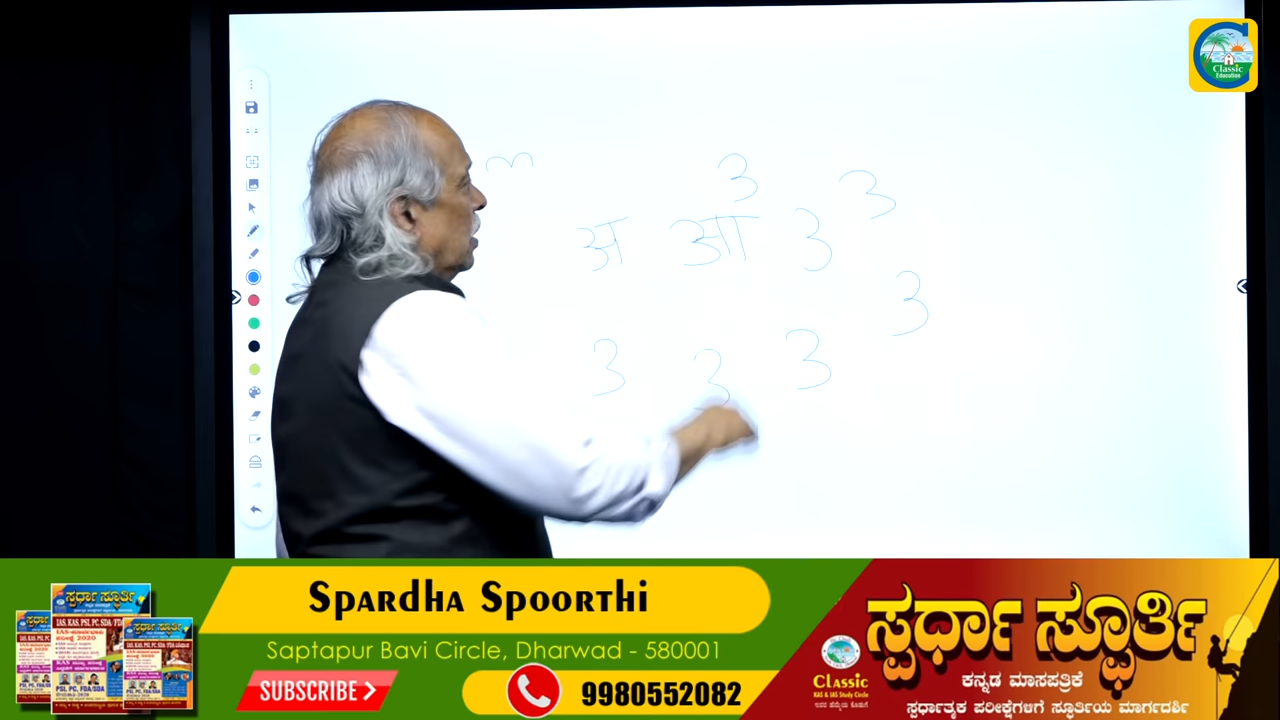 Classic
Education
3
3
अ आ 3
3
3 3 3
ಸ್ಪರ್ಧಾ ಸ್ಫೂರ್ತಿ
Spardha Spoorthi
Saptapur Bavi Circle, Dharwad - 580001
SUBSCRIBE
9980552082
Classic
KAS & IAS Study Circle
ಸ್ಪರ್ಧಾ ಸ್ಫೂರ್ತಿ
ಕನ್ನಡ ಮಾಸಪತ್ರಿಕೆ
ಸ್ಪರ್ಧಾತ್ಮಕ ಪರೀಕ್ಷೆಗಳಿಗೆ ಸ್ಫೂರ್ತಿಯ ಮಾರ್ಗದರ್ಶಿ